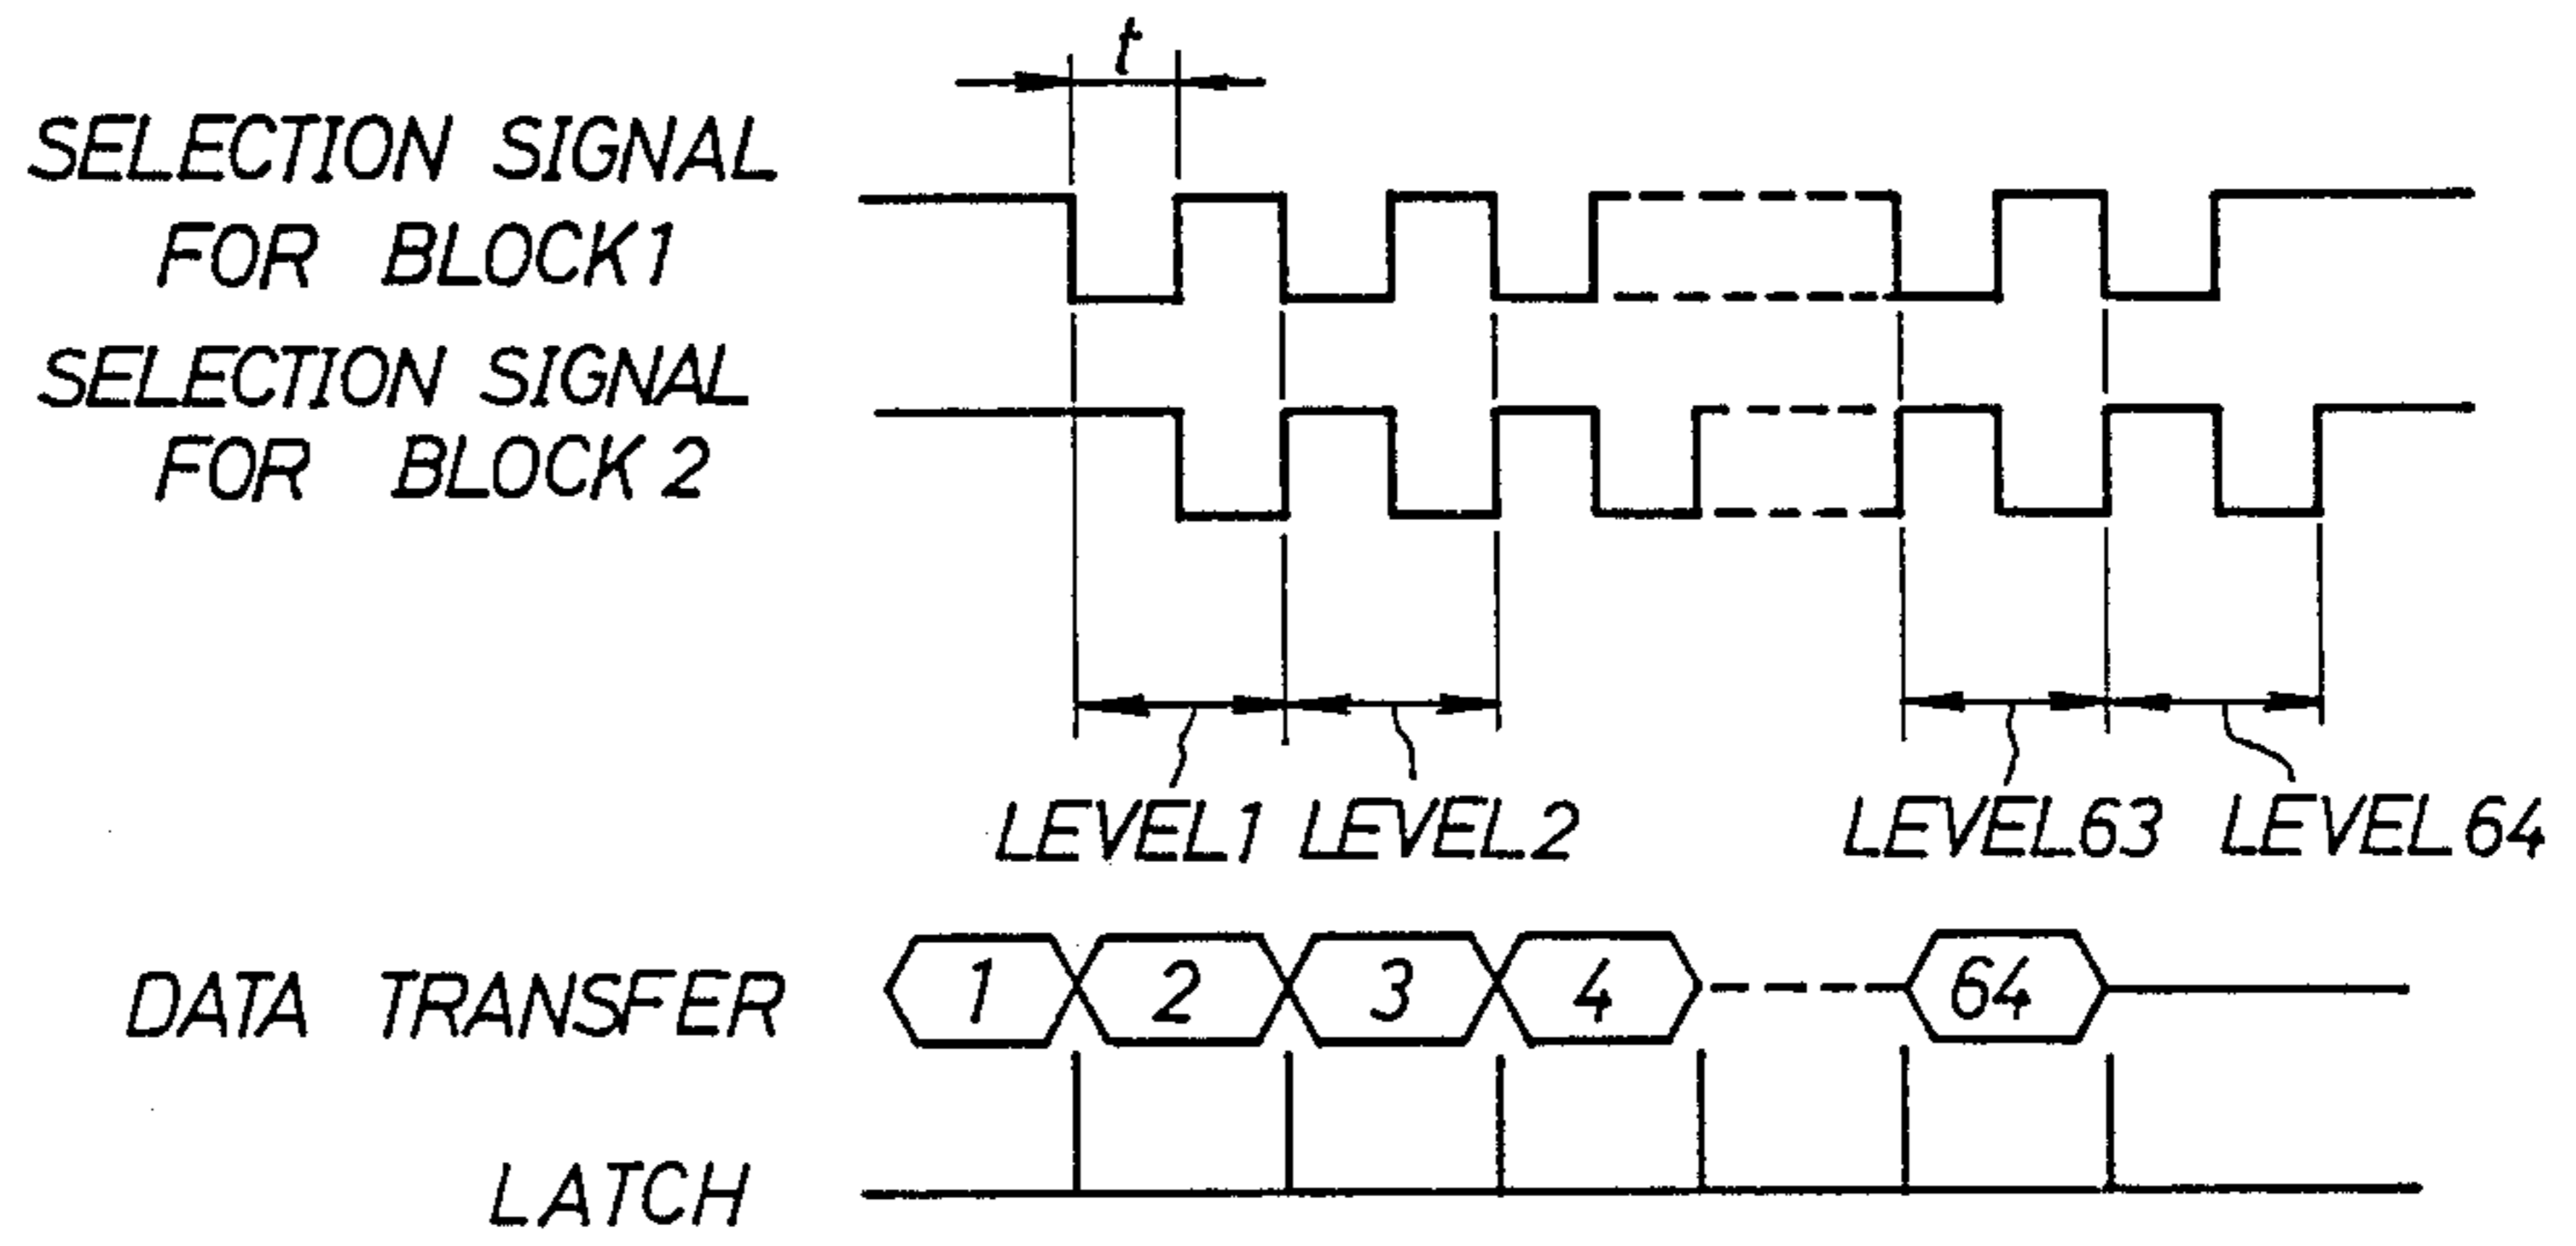 t
SELECTION SIGNAL
FOR BLOCK1
SELECTION SIGNAL
FOR BLOCK 2
LEVEL1 LEVEL2 LEVEL63 LEVEL64
DATA TRANSFER 1 2 3 4 64
LATCH